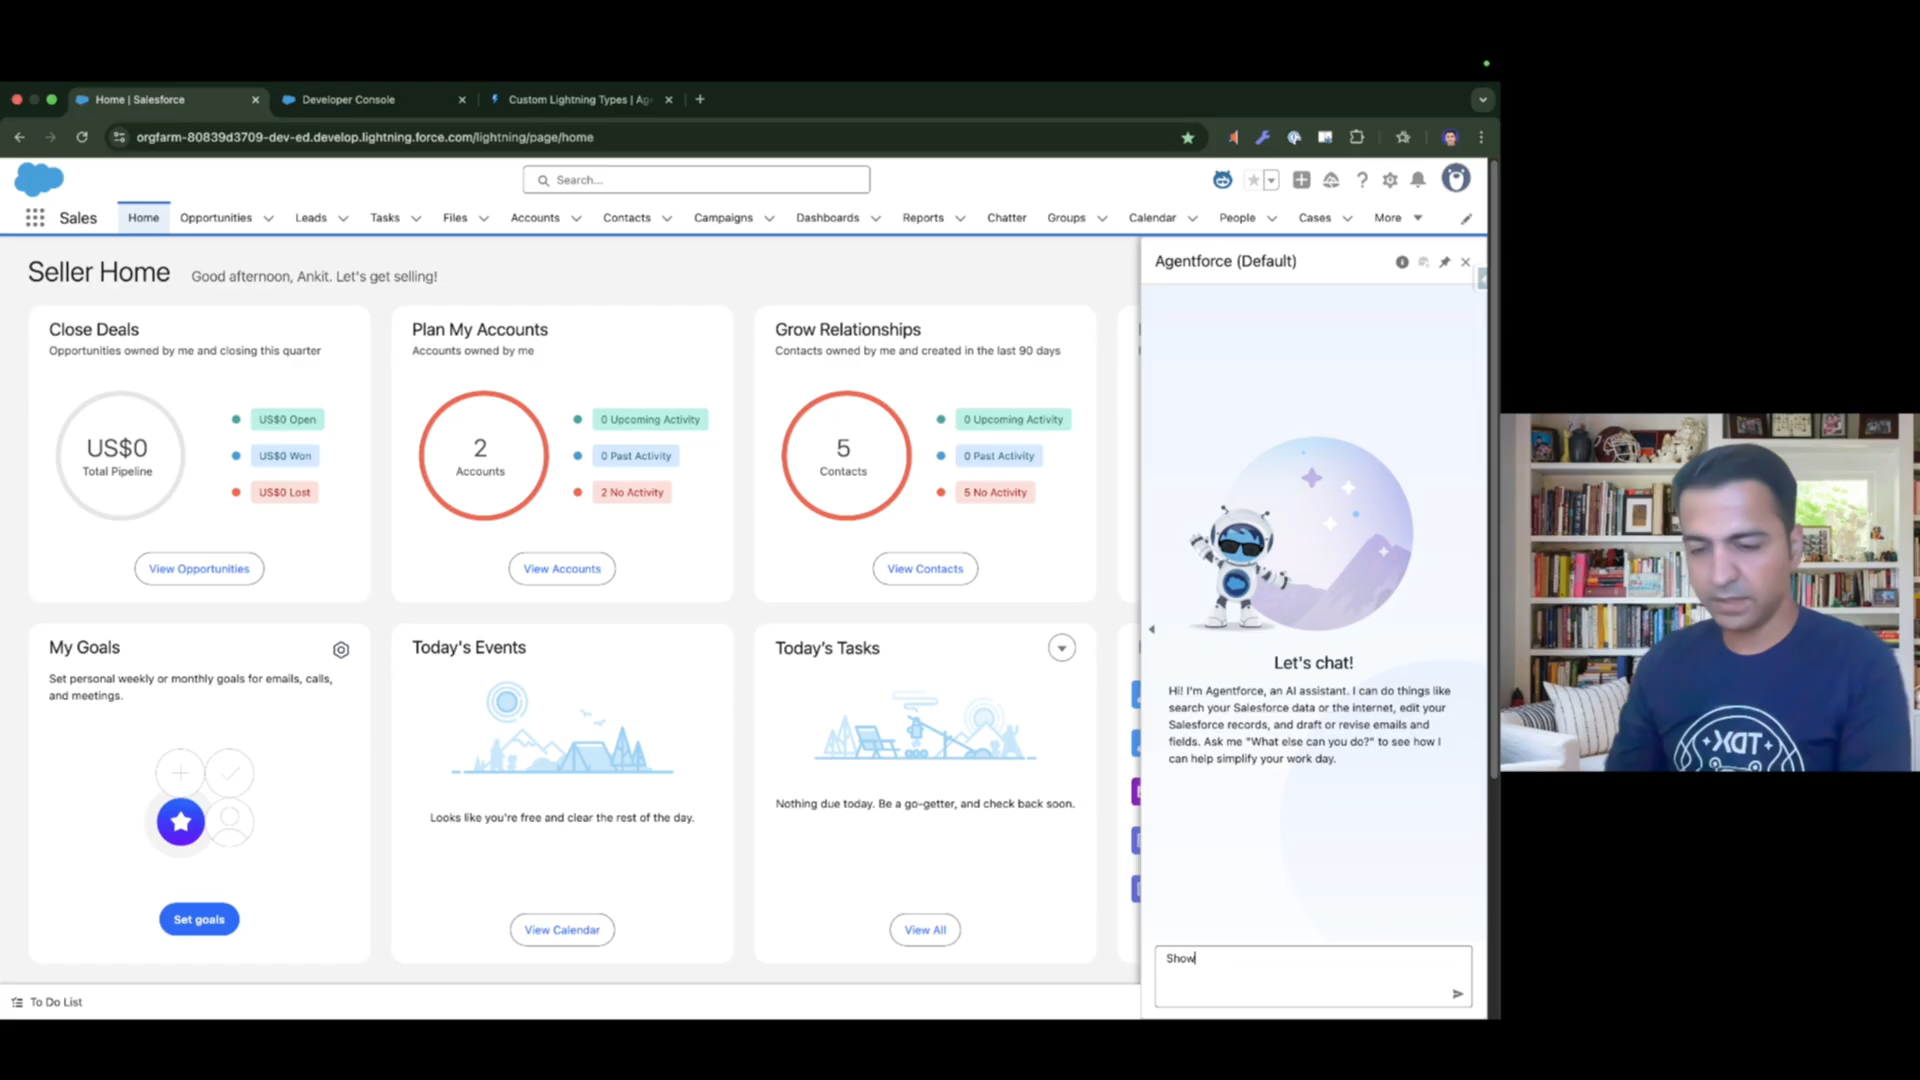 Home | Salesforce
Developer Console
Custom Lightning Types | Ag
orgfarm-80839d3709-dev-ed.develop.lightning.force.com/lightning/page/home
Search...
Sales
Home
Opportunities
Leads
Tasks
Files
Accounts
Contacts
Campaigns
Dashboards
Reports
Chatter
Groups
Calendar
People
Cases
More
Seller Home
Good afternoon, Ankit. Let's get selling!
Agentforce (Default)
Close Deals
Opportunities owned by me and closing this quarter
US$0
Total Pipeline
US$0 Open
US$0 Won
US$0 Lost
View Opportunities
Plan My Accounts
Accounts owned by me
2
Accounts
0 Upcoming Activity
0 Past Activity
2 No Activity
View Accounts
Grow Relationships
Contacts owned by me and created in the last 90 days
5
Contacts
0 Upcoming Activity
0 Past Activity
5 No Activity
View Contacts
My Goals
Set personal weekly or monthly goals for emails, calls,
and meetings.
Set goals
Today's Events
Looks like you're free and clear the rest of the day.
View Calendar
Today's Tasks
Nothing due today. Be a go-getter, and check back soon.
View All
Let's chat!
Hi! I'm Agentforce, an AI assistant. I can do things like
search your Salesforce data or the internet, edit your
Salesforce records, and draft or revise emails and
fields. Ask me "What else can you do?" to see how I
can help simplify your work day.
Show
To Do List
TDX